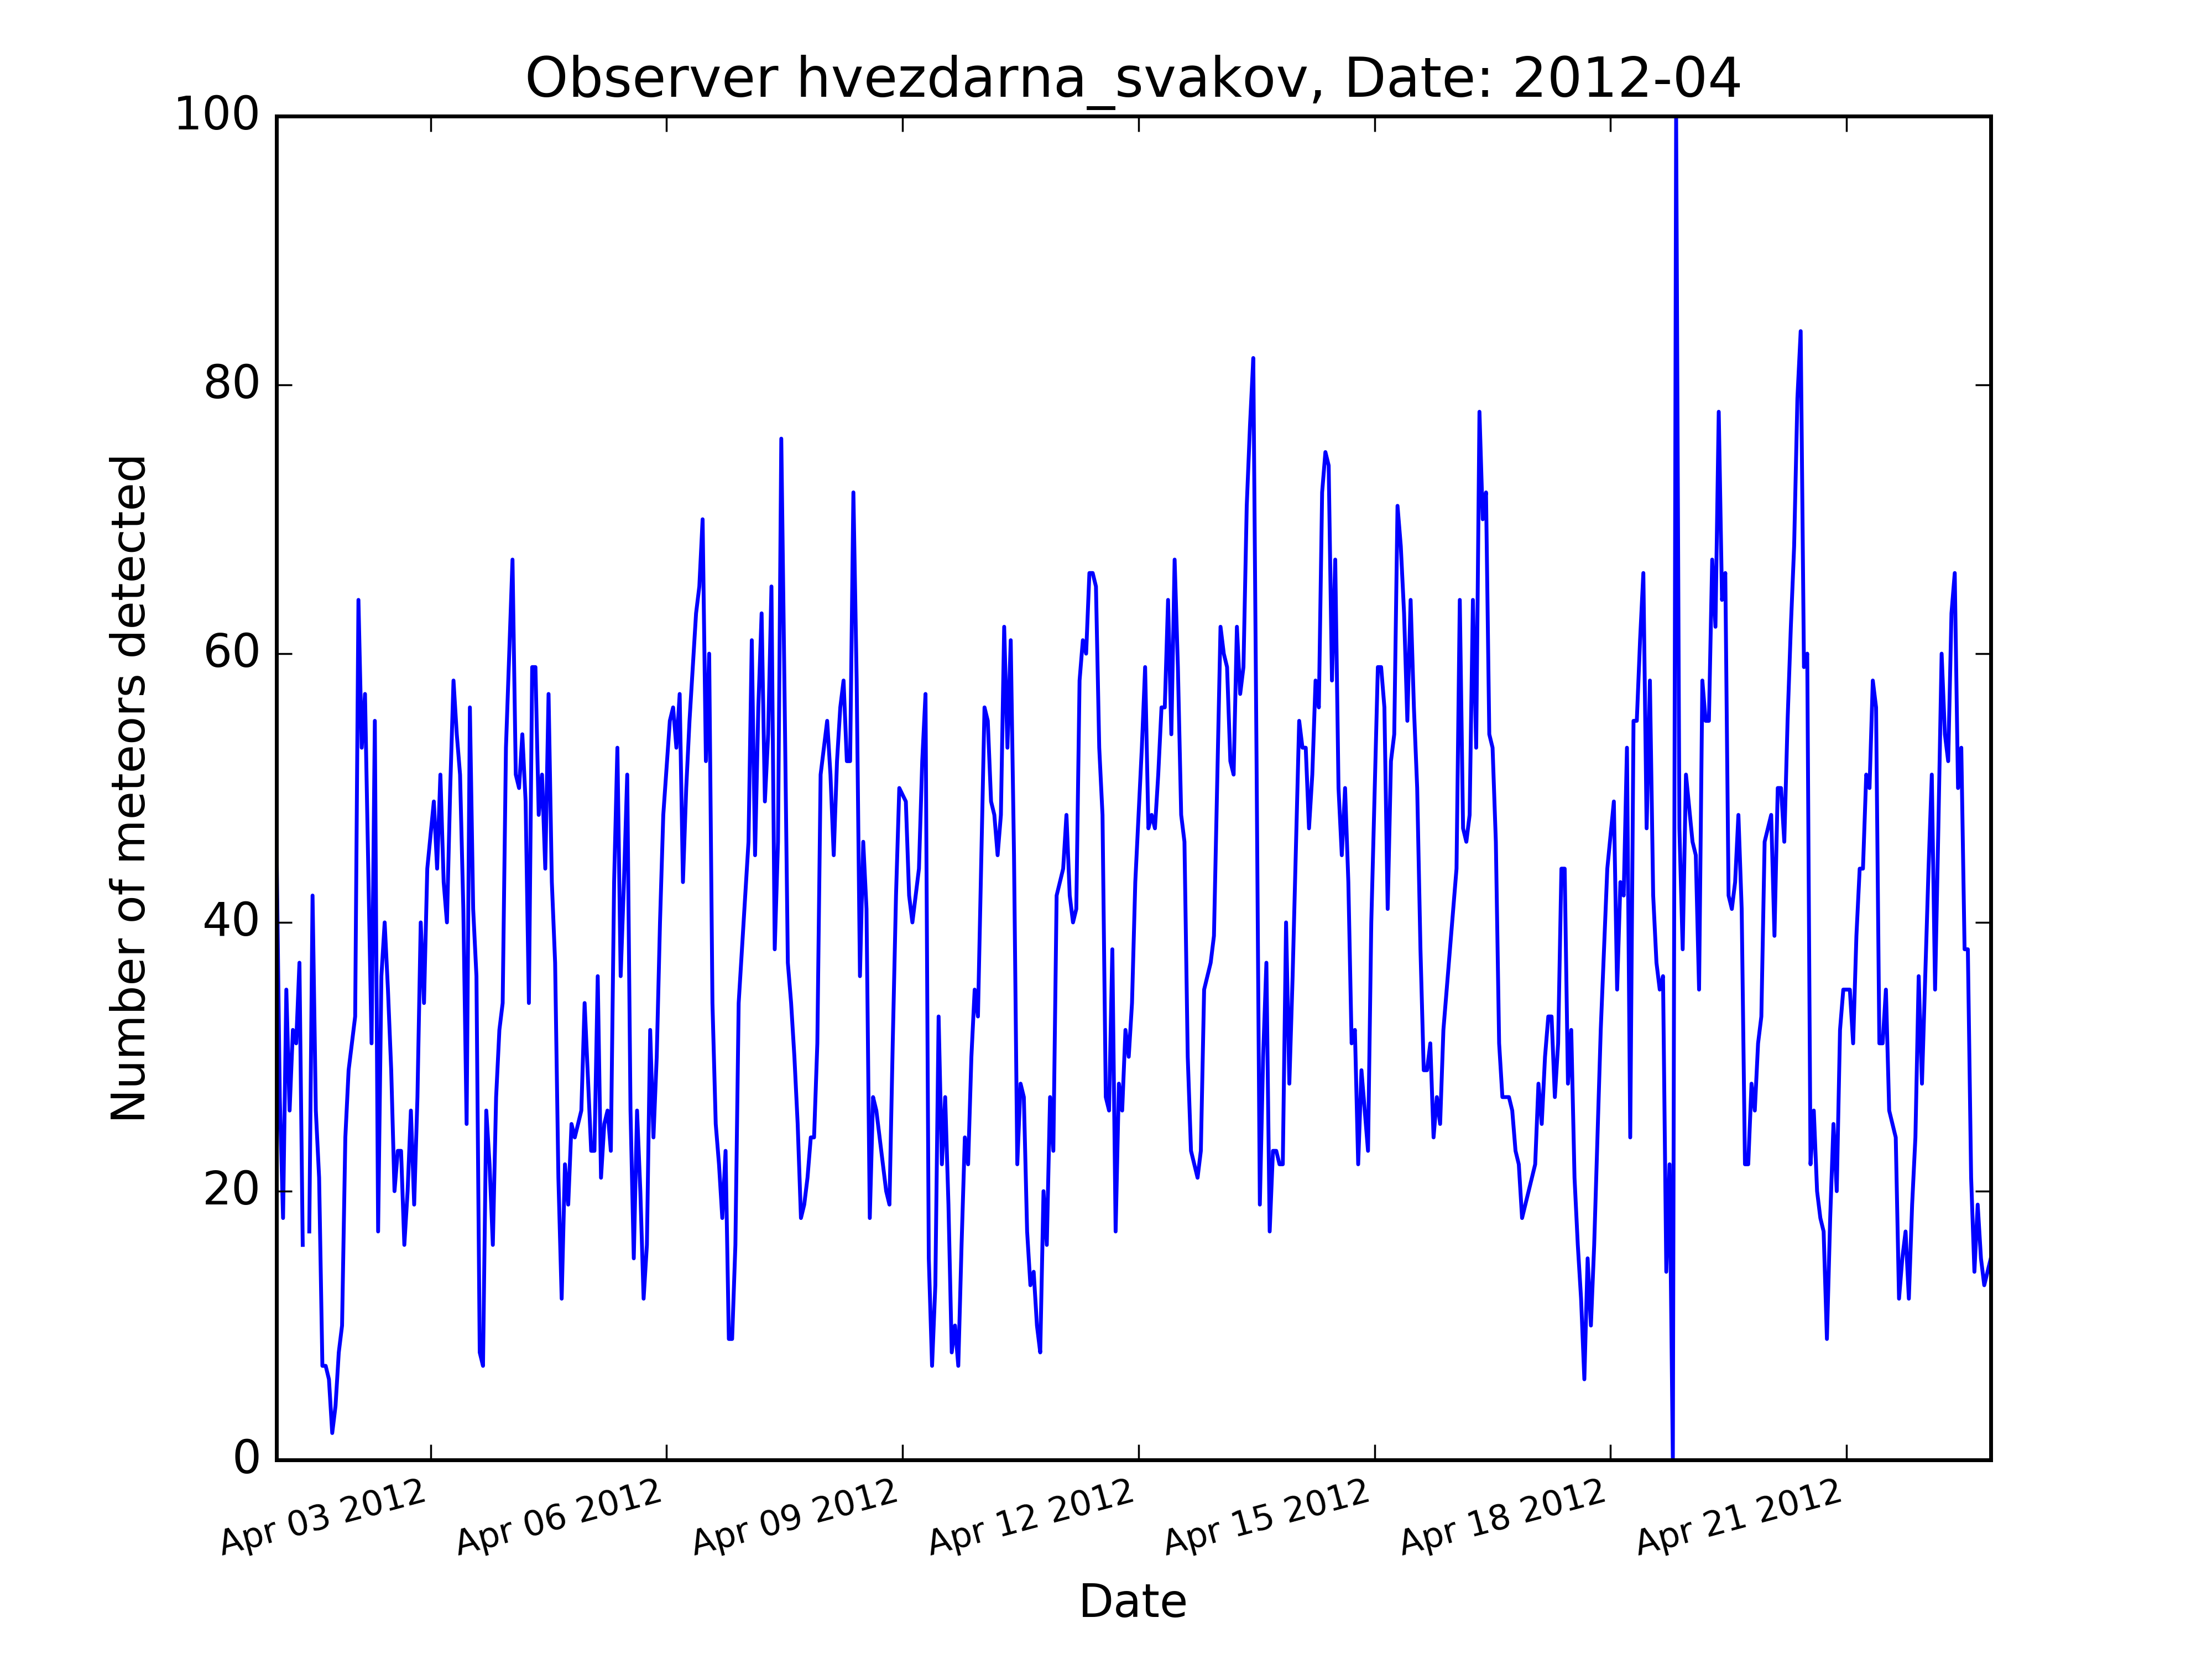 Observer hvezdarna_svakov, Date: 2012-04
Number of meteors detected
100
80
60
40
20
0
Apr 03 2012
Apr 06 2012
Apr 09 2012
Apr 12 2012
Apr 15 2012
Apr 18 2012
Apr 21 2012
Date